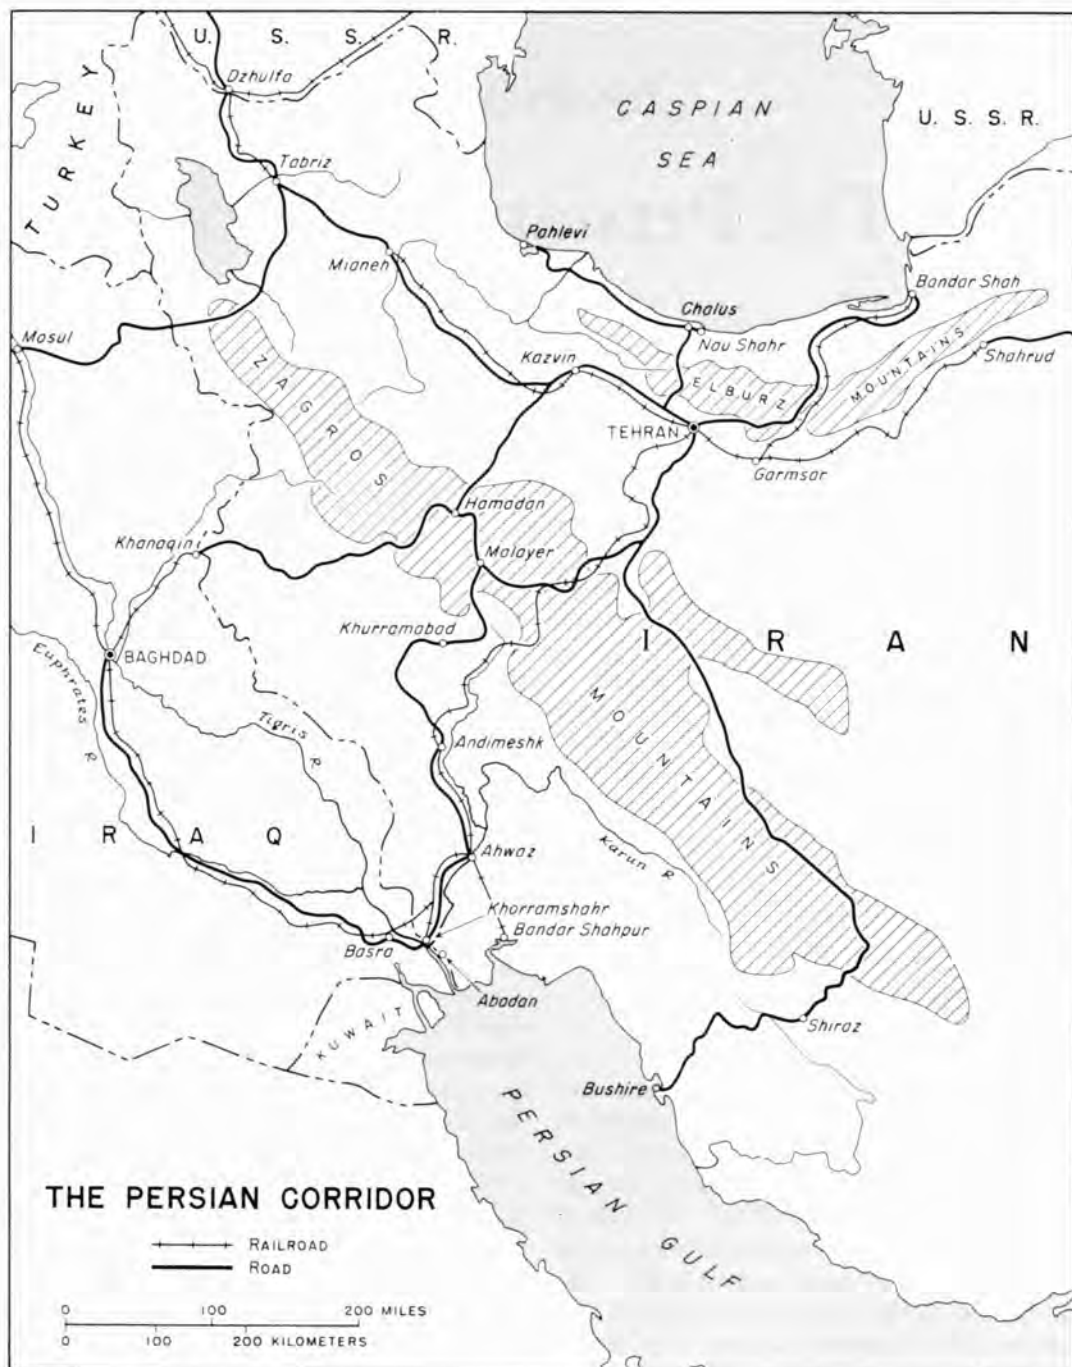 U. S. S. R.
Dzhulfa
TURKEY
CASPIAN
SEA
U. S. S. R.
Tabriz
Pahlevi
Mianeh
Bandar Shah
Chalus
Mosul
Nau Shahr
Shahrud
Kazvin
ELBURZ
MOUNTAINS
ZAGROS
TEHRAN
Garmsar
Hamadan
Khanaqin
Malayer
Khurramabad
IRAN
BAGHDAD
Euphrates R
Tigris R
MOUNTAINS
Andimeshk
IRAQ
Ahwaz
Karun R
Khorramshahr
Bandar Shahpur
Basra
Abadan
KUWAIT
Shiraz
Bushire
PERSIAN GULF
THE PERSIAN CORRIDOR
RAILROAD
ROAD
0 100 200 MILES
0 100 200 KILOMETERS